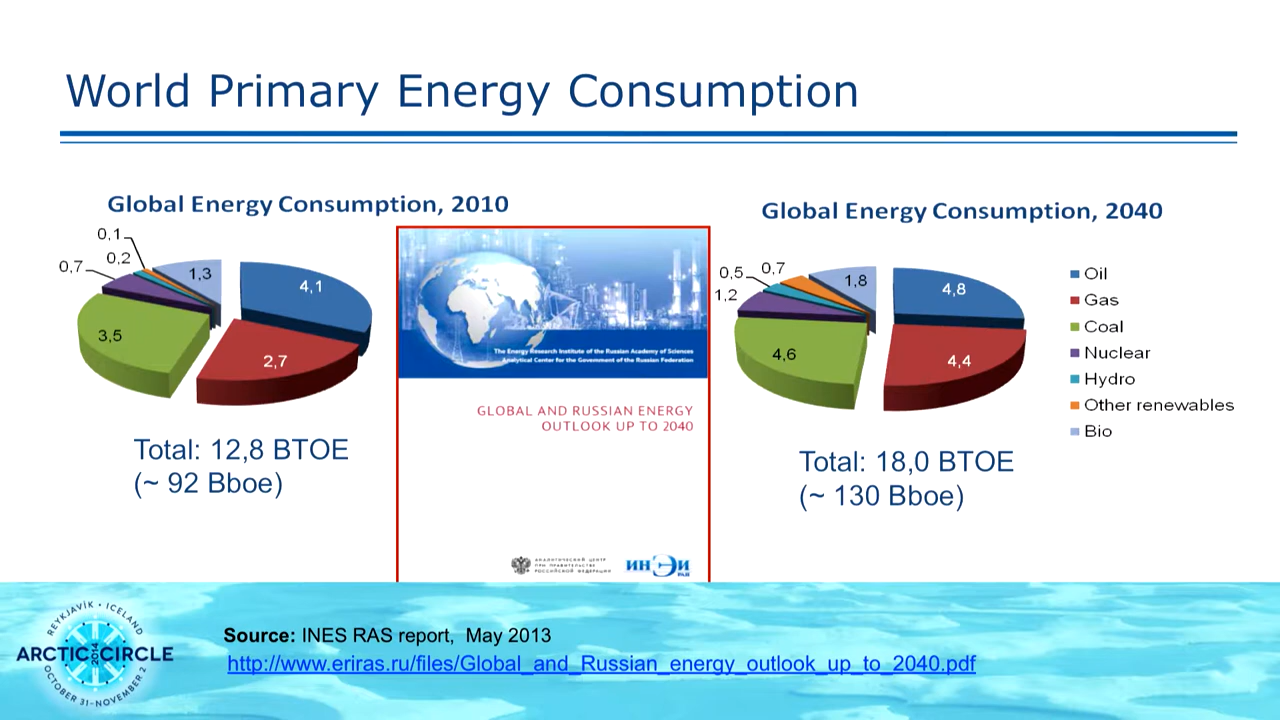 World Primary Energy Consumption
Global Energy Consumption, 2010
0,1
0,2
0,7
1,3
4,1
3,5
2,7
Total: 12,8 BTOE
(~ 92 Bboe)
The Energy Research Institute of the Russian Academy of Sciences
Analytical Center for the Government of the Russian Federation
GLOBAL AND RUSSIAN ENERGY
OUTLOOK UP TO 2040
АНАЛИТИЧЕСКИЙ ЦЕНТР
ПРИ ПРАВИТЕЛЬСТВЕ
РОССИЙСКОЙ ФЕДЕРАЦИИ
ИНЭИ
РАН
Global Energy Consumption, 2040
0,5
0,7
1,2
1,8
4,8
4,6
4,4
Total: 18,0 BTOE
(~ 130 Bboe)
Oil
Gas
Coal
Nuclear
Hydro
Other renewables
Bio
REYKJAVÍK • ICELAND
ARCTIC CIRCLE
2014
OCTOBER 31–NOVEMBER 2
Source: INES RAS report, May 2013
http://www.eriras.ru/files/Global_and_Russian_energy_outlook_up_to_2040.pdf